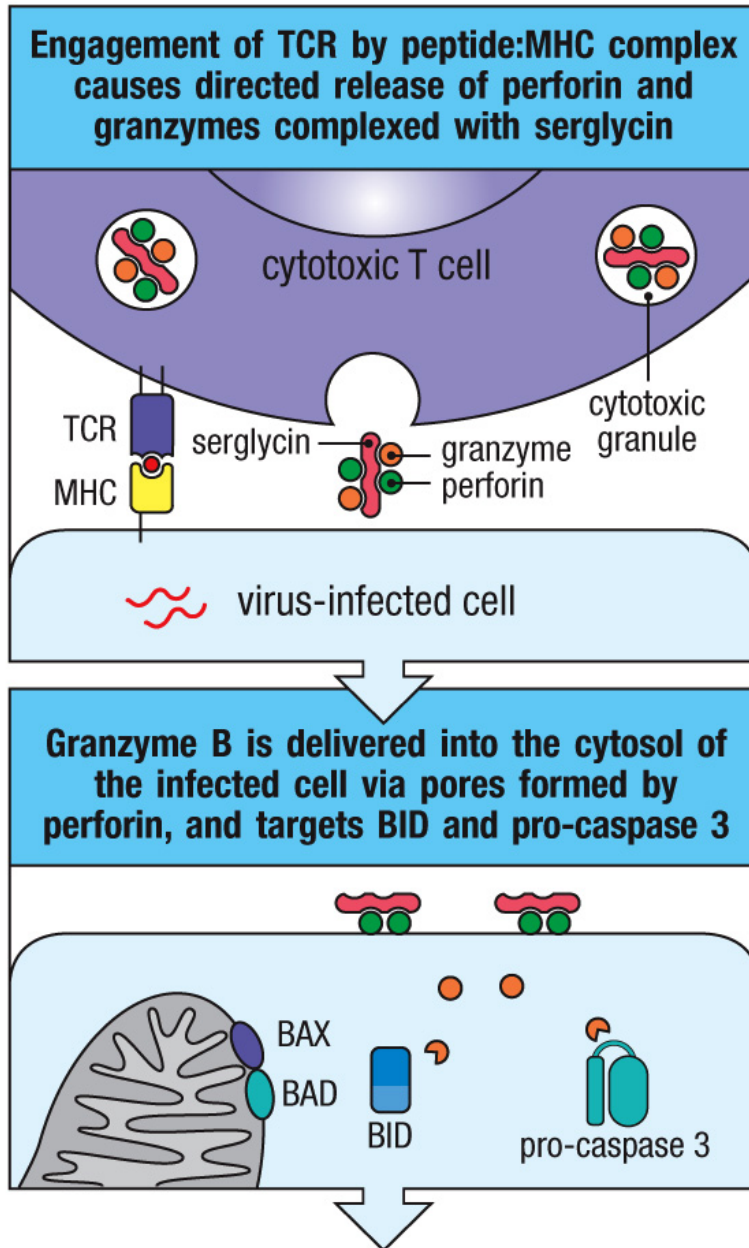 Engagement of TCR by peptide:MHC complex
causes directed release of perforin and
granzymes complexed with serglycin
cytotoxic T cell
cytotoxic
granule
TCR
serglycin
granzyme
perforin
MHC
virus-infected cell
Granzyme B is delivered into the cytosol of
the infected cell via pores formed by
perforin, and targets BID and pro-caspase 3
BAX
BAD
BID
pro-caspase 3